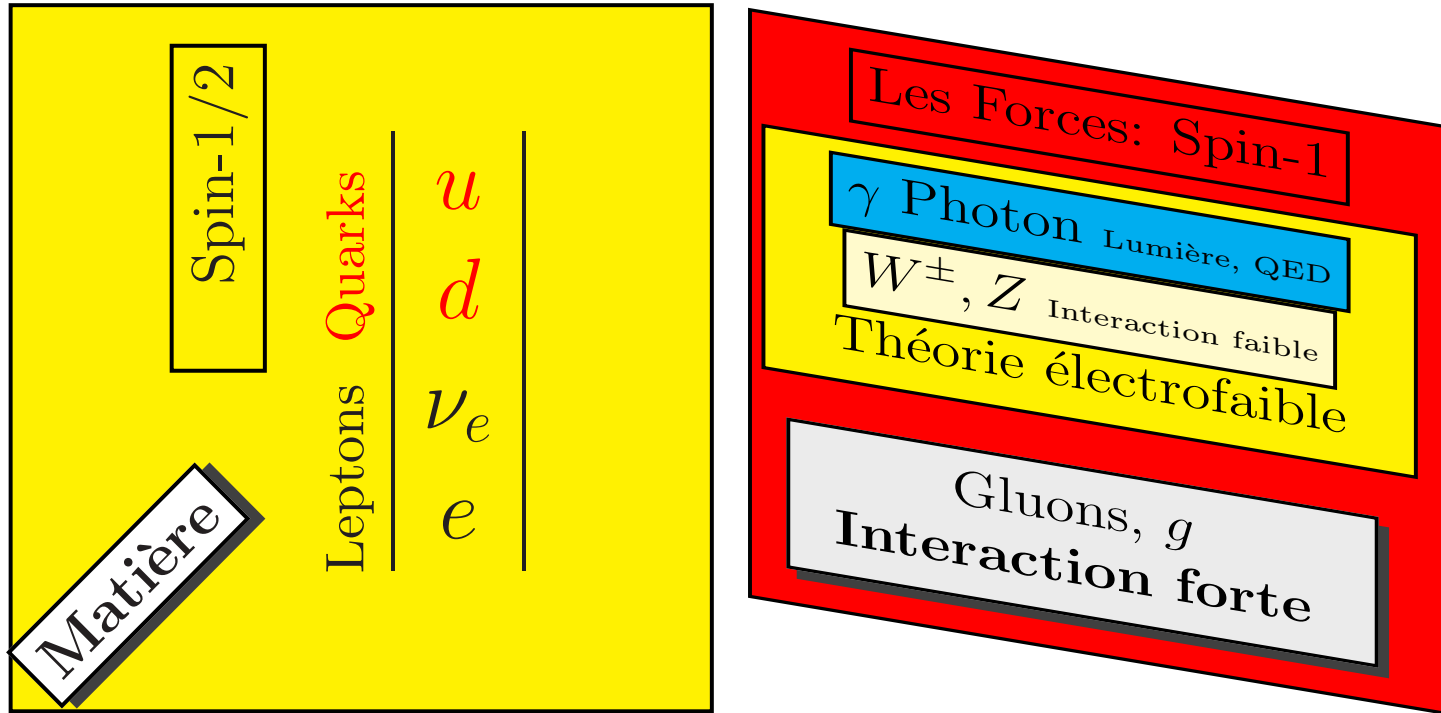 Spin-1/2
Quarks
Leptons
u
d
νₑ
e
Matière
Les Forces: Spin-1
γ Photon Lumière, QED
W±, Z Interaction faible
Théorie électrofaible
Gluons, g
Interaction forte